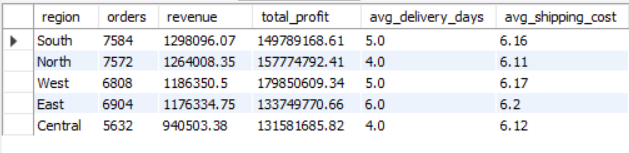 region orders revenue total_profit avg_delivery_days avg_shipping_cost
South 7584 1298096.07 149789168.61 5.0 6.16
North 7572 1264008.35 157774792.41 4.0 6.11
West 6808 1186350.5 179850609.34 5.0 6.17
East 6904 1176334.75 133749770.66 6.0 6.2
Central 5632 940503.38 131581685.82 4.0 6.12